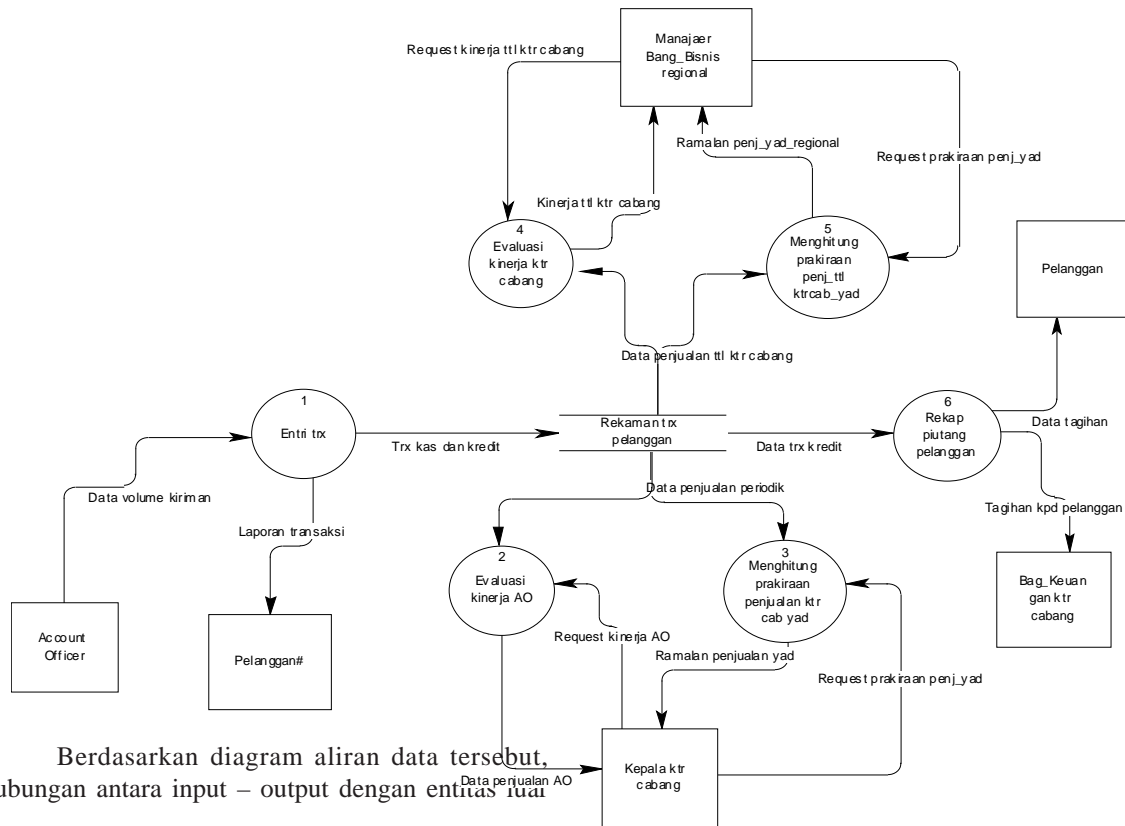 Manajaer
Bang_Bisnis
regional
Request kinerja ttl ktr cabang
Ramalan penj_yad_regional
Request prakiraan penj_yad
Kinerja ttl ktr cabang
4
Evaluasi
kinerja ktr
cabang
5
Menghitung
prakiraan
penj_ttl
ktrcab_yad
Pelanggan
Data penjualan ttl ktr cabang
1
Entri trx
Rekaman trx
pelanggan
6
Rekap
piutang
pelanggan
Trx kas dan kredit
Data trx kredit
Data tagihan
Data volume kiriman
Data penjualan periodik
Tagihan kpd pelanggan
Laporan transaksi
2
Evaluasi
kinerja AO
3
Menghitung
prakiraan
penjualan ktr
cab yad
Bag_Keuan
gan ktr
cabang
Account
Officer
Pelanggan#
Request kinerja AO
Ramalan penjualan yad
Request prakiraan penj_yad
Berdasarkan diagram aliran data tersebut,
ubungan antara input – output dengan entitas luar
Data penjualan AO
Kepala ktr
cabang